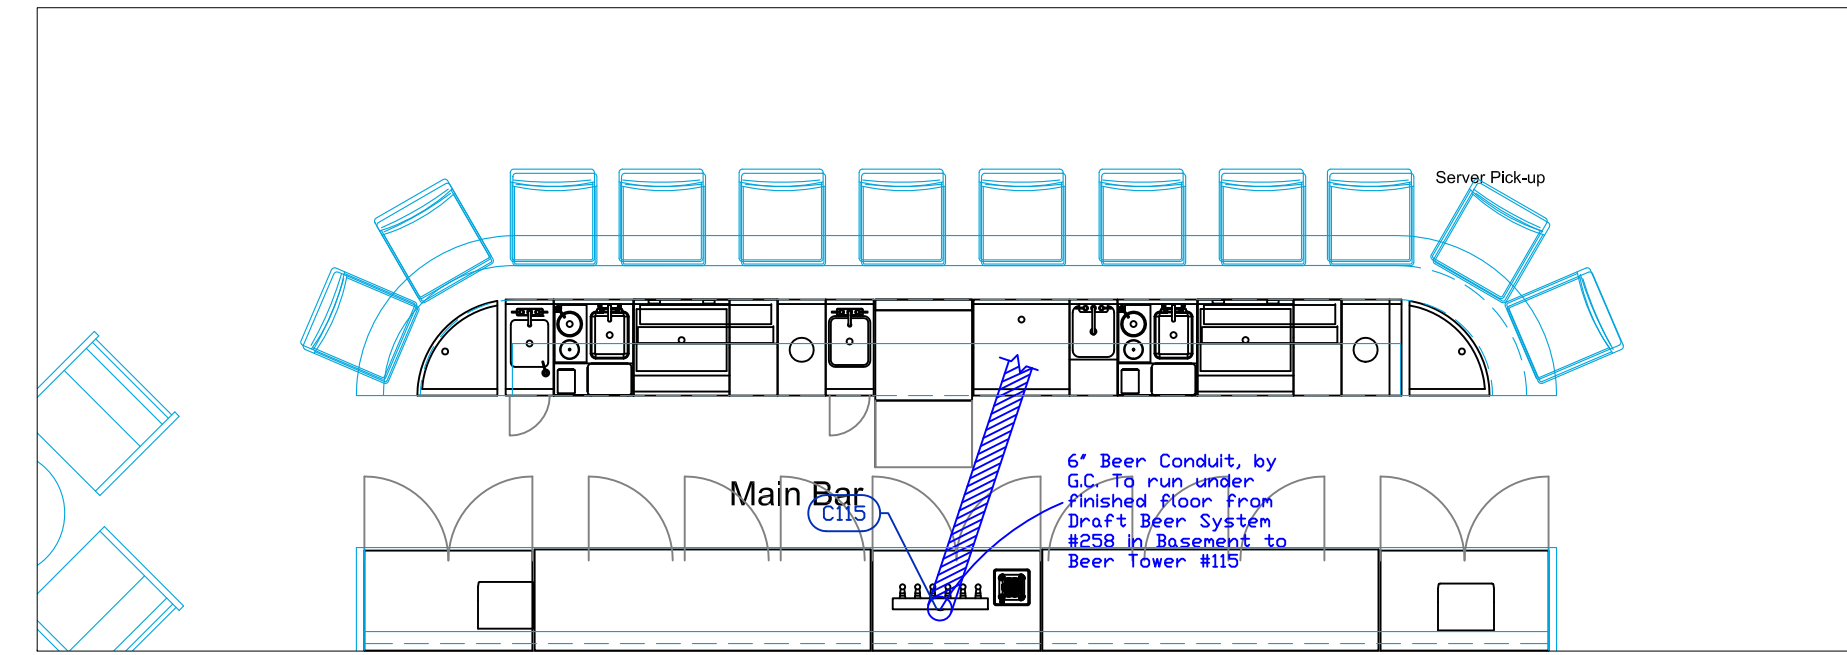 Server Pick-up
Main Bar
C115
6" Beer Conduit, by
G.C. To run under
finished floor from
Draft Beer System
#258 in Basement to
Beer Tower #115